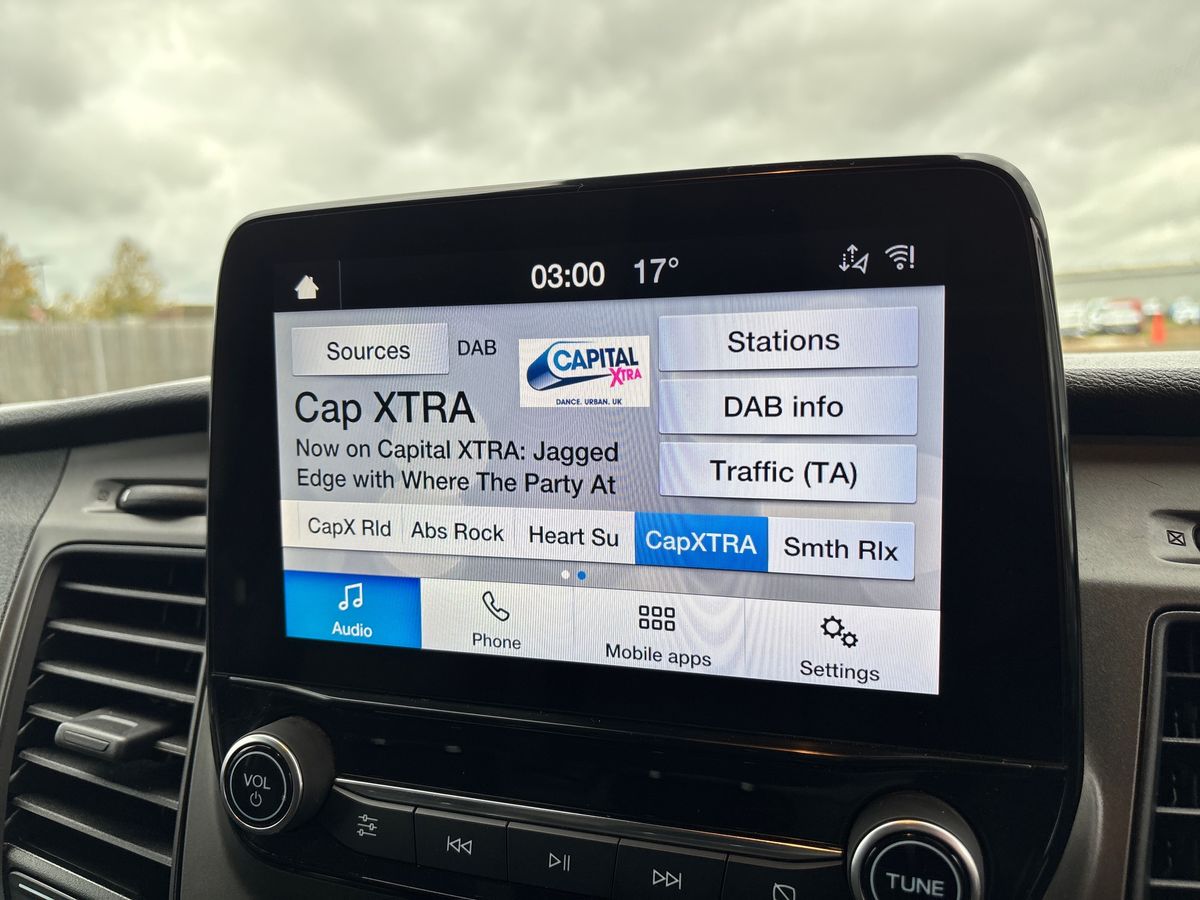 03:00 17°
Sources DAB
CAPITAL
XTRA
DANCE. URBAN. UK
Stations
Cap XTRA
DAB info
Now on Capital XTRA: Jagged
Edge with Where The Party At
Traffic (TA)
CapX Rld Abs Rock Heart Su CapXTRA Smth Rlx
Audio Phone Mobile apps Settings
VOL
TUNE